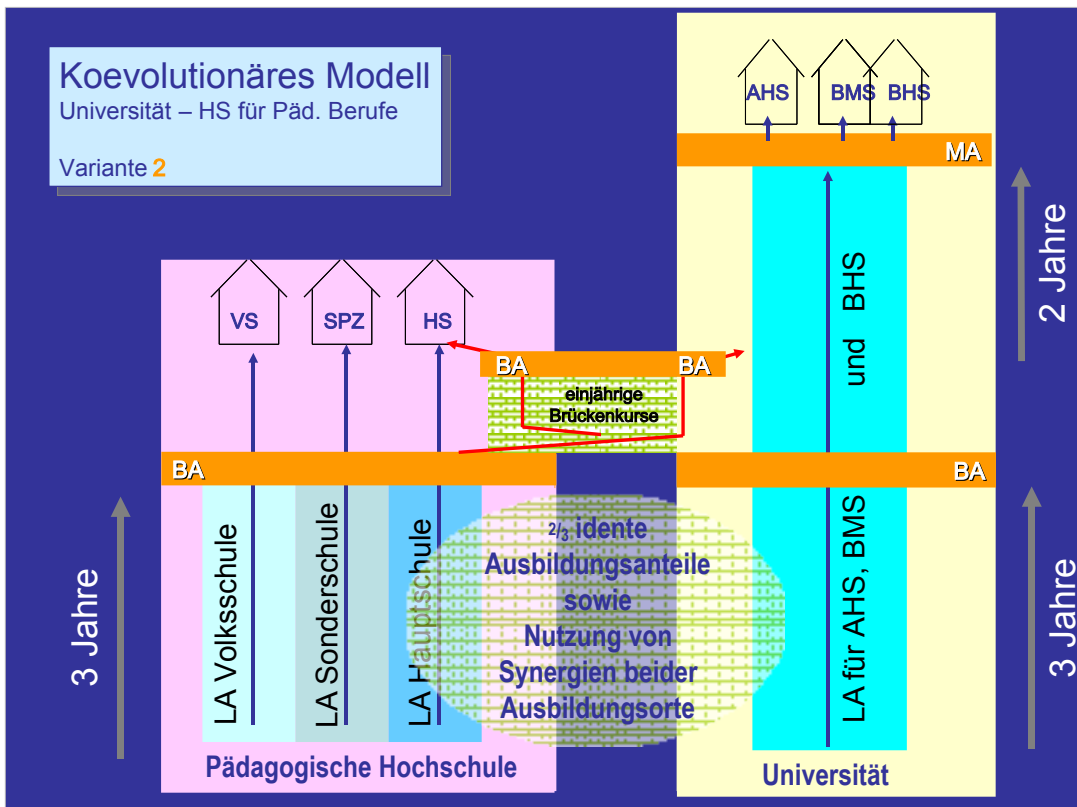 Koevolutionäres Modell
Universität – HS für Päd. Berufe
Variante 2
AHS
BMS
BHS
MA
2 Jahre
VS
SPZ
HS
BA
BA
einjährige
Brückenkurse
BA
BA
3 Jahre
LA Volksschule
LA Sonderschule
LA Hauptschule
2/3 idente
Ausbildungsanteile
sowie
Nutzung von
Synergien beider
Ausbildungsorte
LA für AHS, BMS und BHS
3 Jahre
Pädagogische Hochschule
Universität